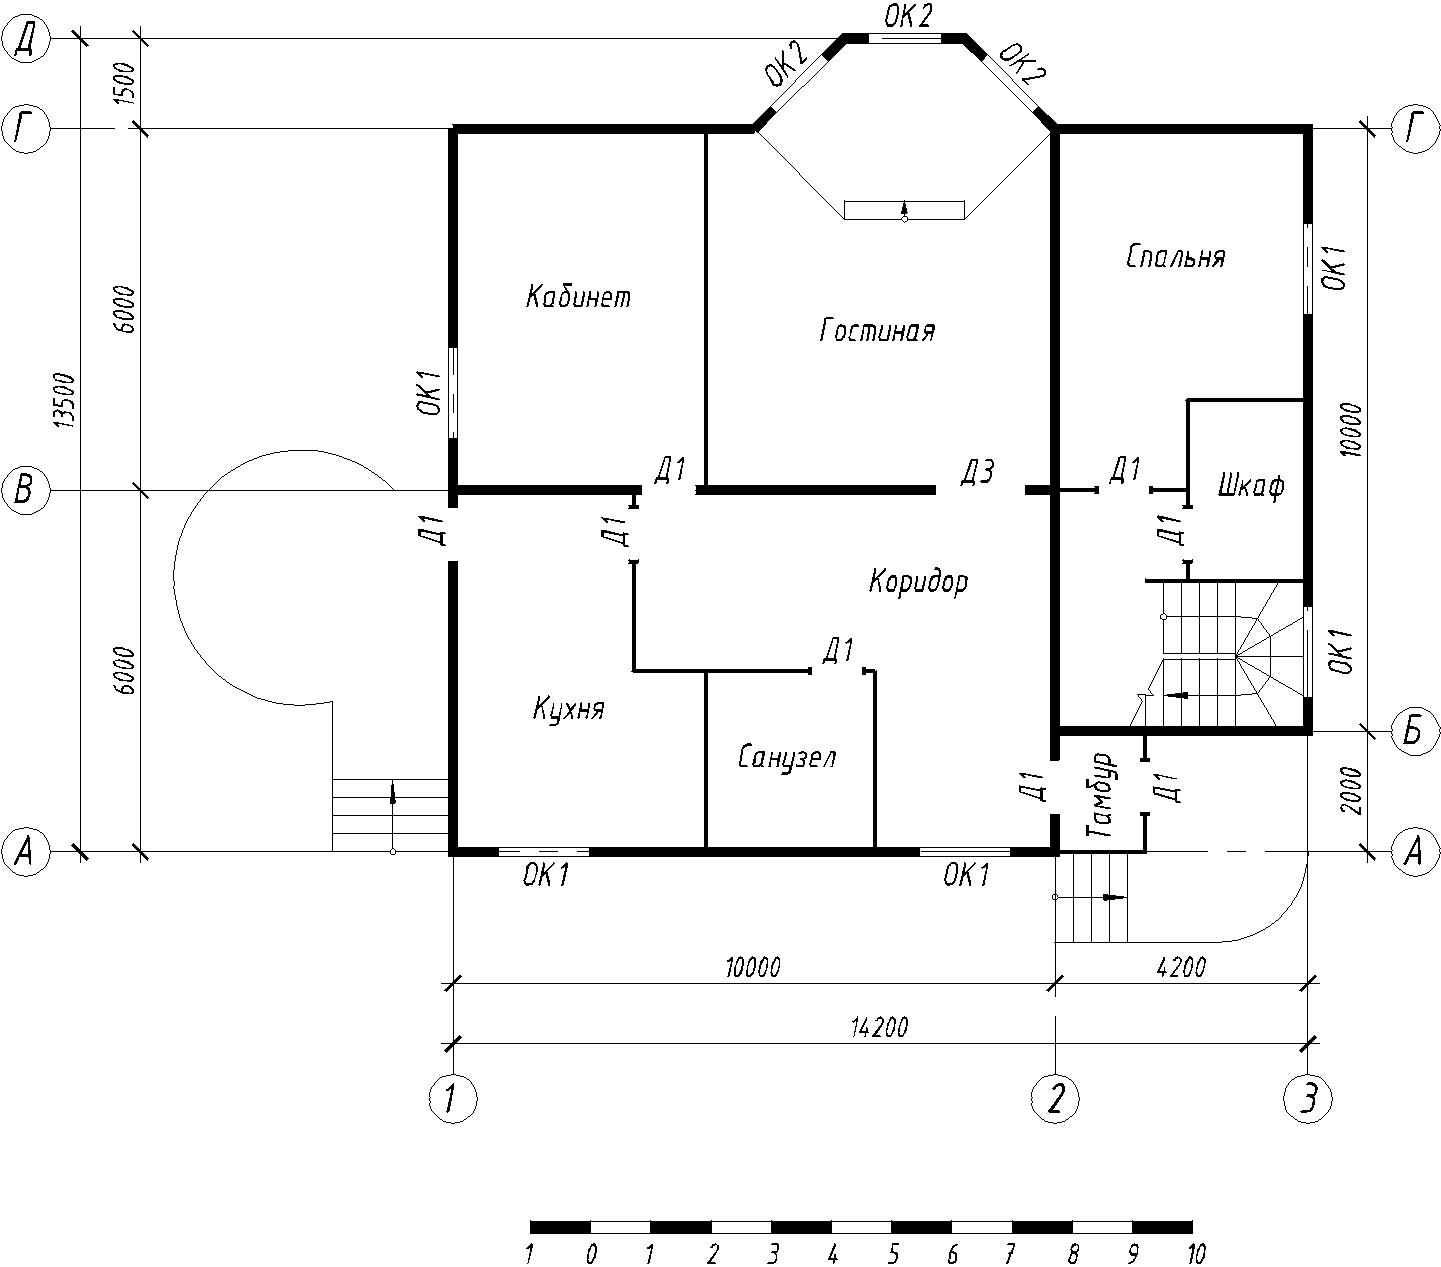 ОК2
Д
ОК2
ОК2
1500
Г
Г
Спальня
ОК1
Кабинет
6000
Гостиная
ОК1
13500
10000
Д1
Д3
Д1
Шкаф
В
Д1
Д1
Д1
Коридор
Д1
ОК1
6000
Кухня
Санузел
Б
Д1
Тамбур
Д1
2000
А
ОК1
ОК1
А
10000
4200
14200
1
2
3
1 0 1 2 3 4 5 6 7 8 9 10